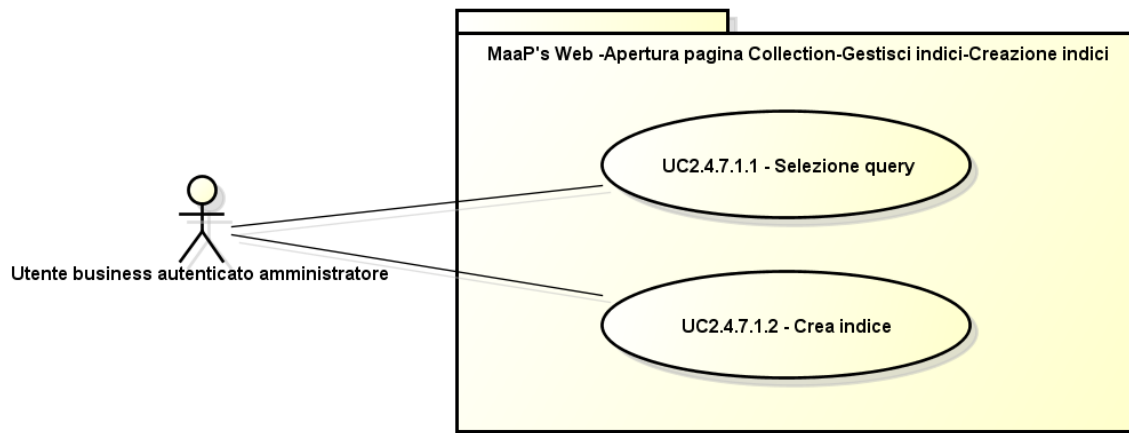 MaaP's Web -Apertura pagina Collection-Gestisci indici-Creazione indici
UC2.4.7.1.1 - Selezione query
Utente business autenticato amministratore
UC2.4.7.1.2 - Crea indice